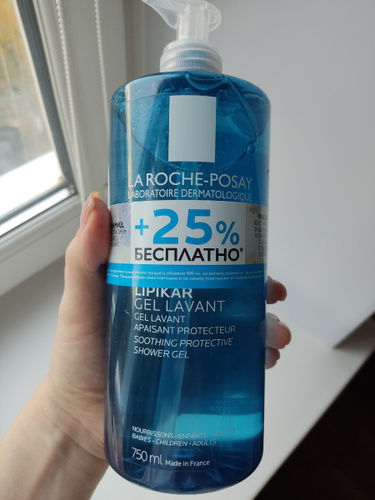 LA ROCHE-POSAY
LABORATOIRE DERMATOLOGIQUE
+25%
БЕСПЛАТНО*
LIPIKAR
GEL LAVANT
GEL LAVANT
APAISANT PROTECTEUR
SOOTHING PROTECTIVE
SHOWER GEL
NOURRISSONS - ENFANTS -
BABIES - CHILDREN - ADULTS
750 ml Made in France